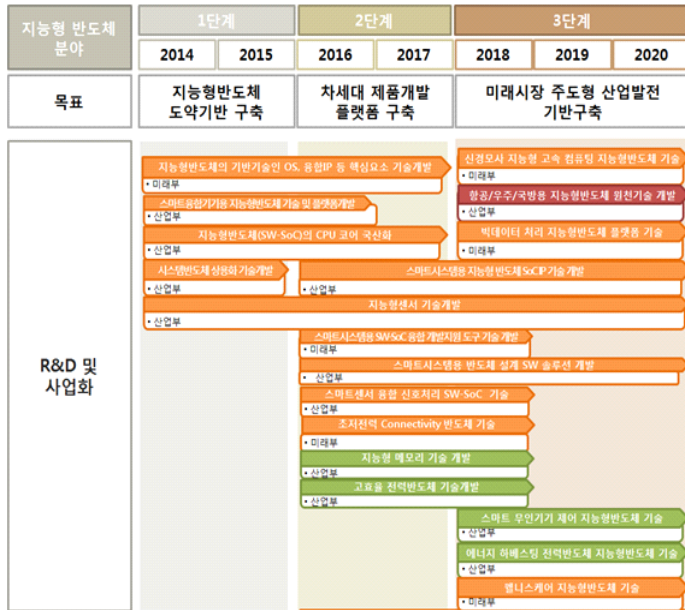 지능형 반도체
분야
1단계
2단계
3단계
2014
2015
2016
2017
2018
2019
2020
목표
지능형반도체
도약기반 구축
차세대 제품개발
플랫폼 구축
미래시장 주도형 산업발전
기반구축
R&D 및
사업화
지능형반도체의 기반기술인 OS, 융합IP 등 핵심요소 기술개발
• 미래부
신경모사 지능형 고속 컴퓨팅 지능형반도체 기술
• 미래부
스마트융합기기용 지능형반도체 기술 및 플랫폼개발
• 산업부
항공/우주/국방용 지능형반도체 원천기술 개발
• 산업부
지능형반도체(SW-SoC)의 CPU 코어 국산화
• 산업부
빅데이터 처리 지능형반도체 플랫폼 기술
• 미래부
시스템반도체 상용화 기술개발
• 산업부
스마트시스템용 지능형 반도체 SoC IP 기술 개발
• 산업부
지능형센서 기술개발
• 산업부
스마트시스템용 SW-SoC 융합 개발지원 도구 기술 개발
• 미래부
스마트시스템용 반도체 설계 SW 솔루션 개발
• 산업부
스마트센서 융합 신호처리 SW-SoC 기술
• 산업부
초저전력 Connectivity 반도체 기술
• 미래부
지능형 메모리 기술 개발
• 산업부
고효율 전력반도체 기술개발
• 산업부
스마트 무인기기 제어 지능형반도체 기술
• 산업부
에너지 하베스팅 전력반도체 지능형반도체 기술
• 산업부
웰니스케어 지능형반도체 기술
• 미래부